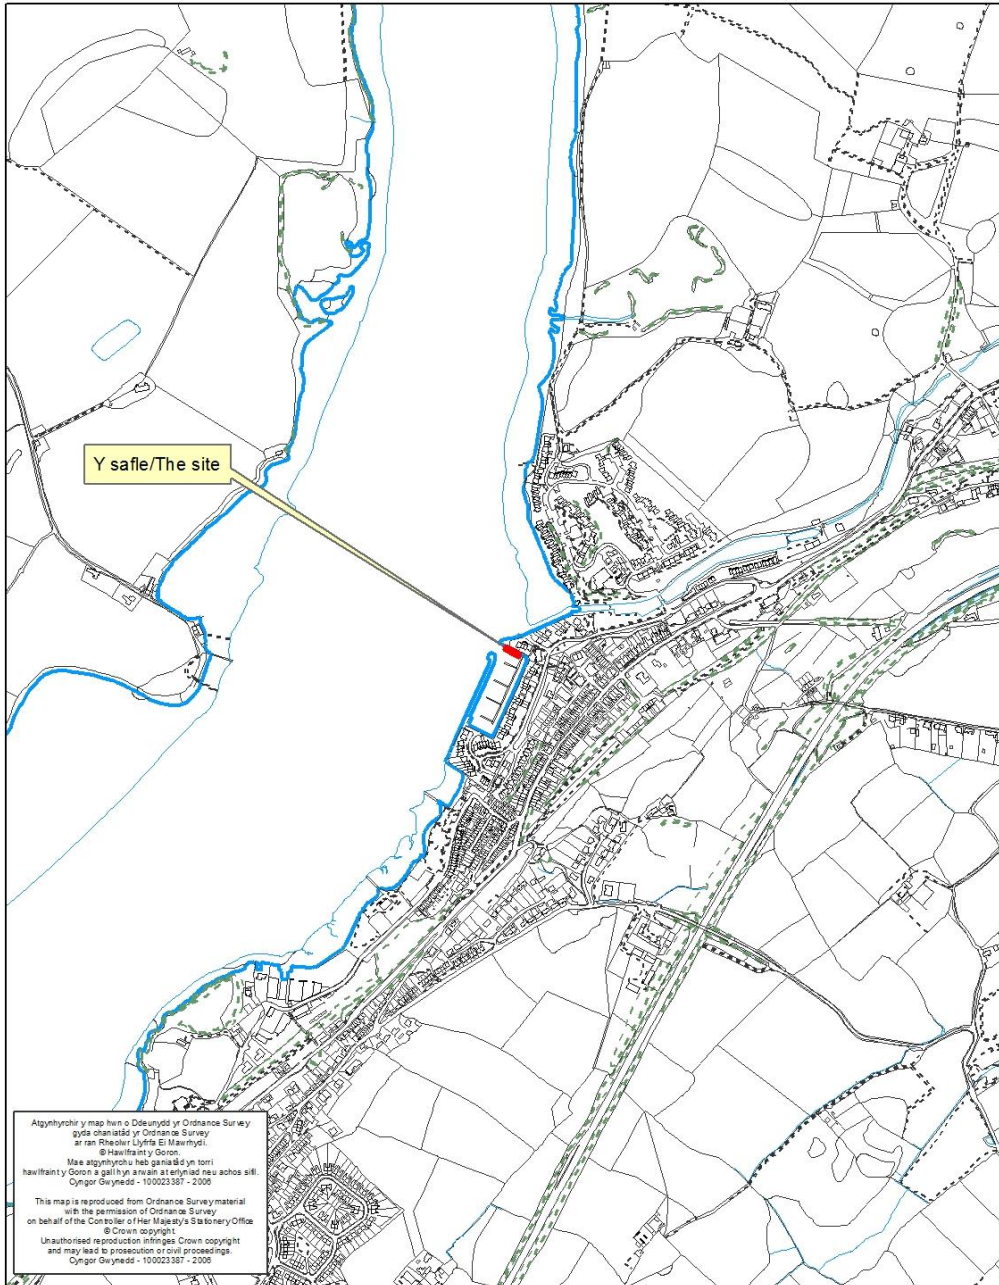 Y safle/The site
Atgynhyrchir y map hwn o Ddeunydd yr Ordnance Survey
gyda chaniatâd yr Ordnance Survey
ar ran Rheolwr Llyfrfa Ei Mawrhydi.
© Hawlfraint y Goron.
Mae atgynhyrchu heb ganiatâd yn torri
hawlfraint y Goron a gall hyn arwain at erlyniad neu achos sifil.
Cyngor Gwynedd - 100023387 - 2006
This map is reproduced from Ordnance Survey material
with the permission of Ordnance Survey
on behalf of the Controller of Her Majesty's Stationery Office
© Crown copyright.
Unauthorised reproduction infringes Crown copyright
and may lead to prosecution or civil proceedings.
Cyngor Gwynedd - 100023387 - 2006